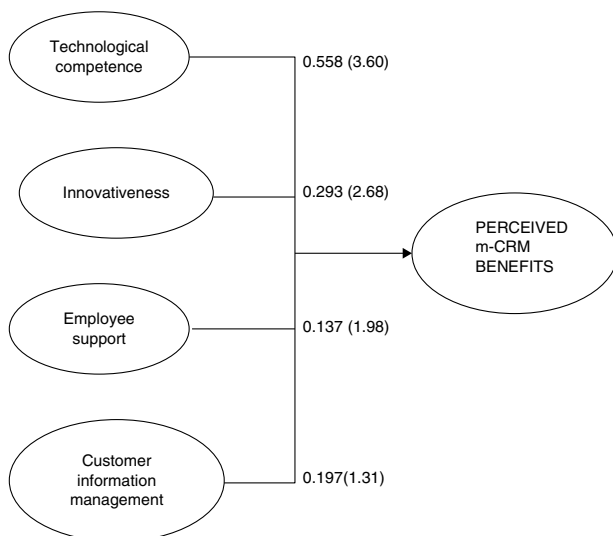 Technological
competence
0.558 (3.60)
Innovativeness
0.293 (2.68)
PERCEIVED
m-CRM
BENEFITS
Employee
support
0.137 (1.98)
Customer
information
management
0.197(1.31)